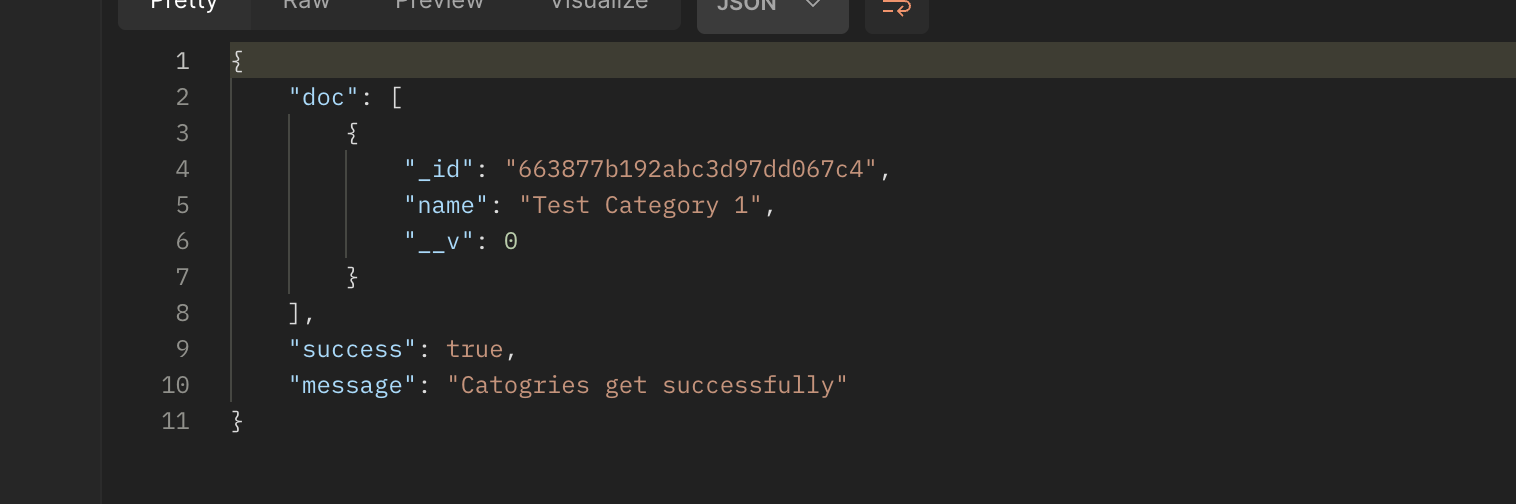 Pretty Raw Preview Visualize JSON
1 {
2 "doc": [
3 {
4 "_id": "663877b192abc3d97dd067c4",
5 "name": "Test Category 1",
6 "__v": 0
7 }
8 ],
9 "success": true,
10 "message": "Catogries get successfully"
11 }